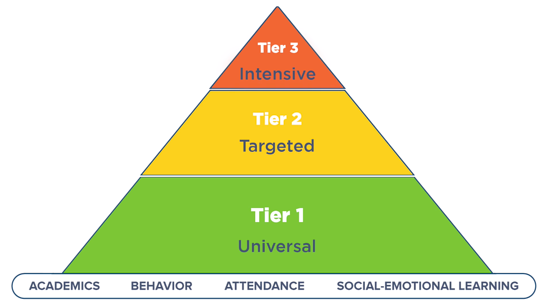 Tier 3
Intensive
Tier 2
Targeted
Tier 1
Universal
ACADEMICS BEHAVIOR ATTENDANCE SOCIAL-EMOTIONAL LEARNING